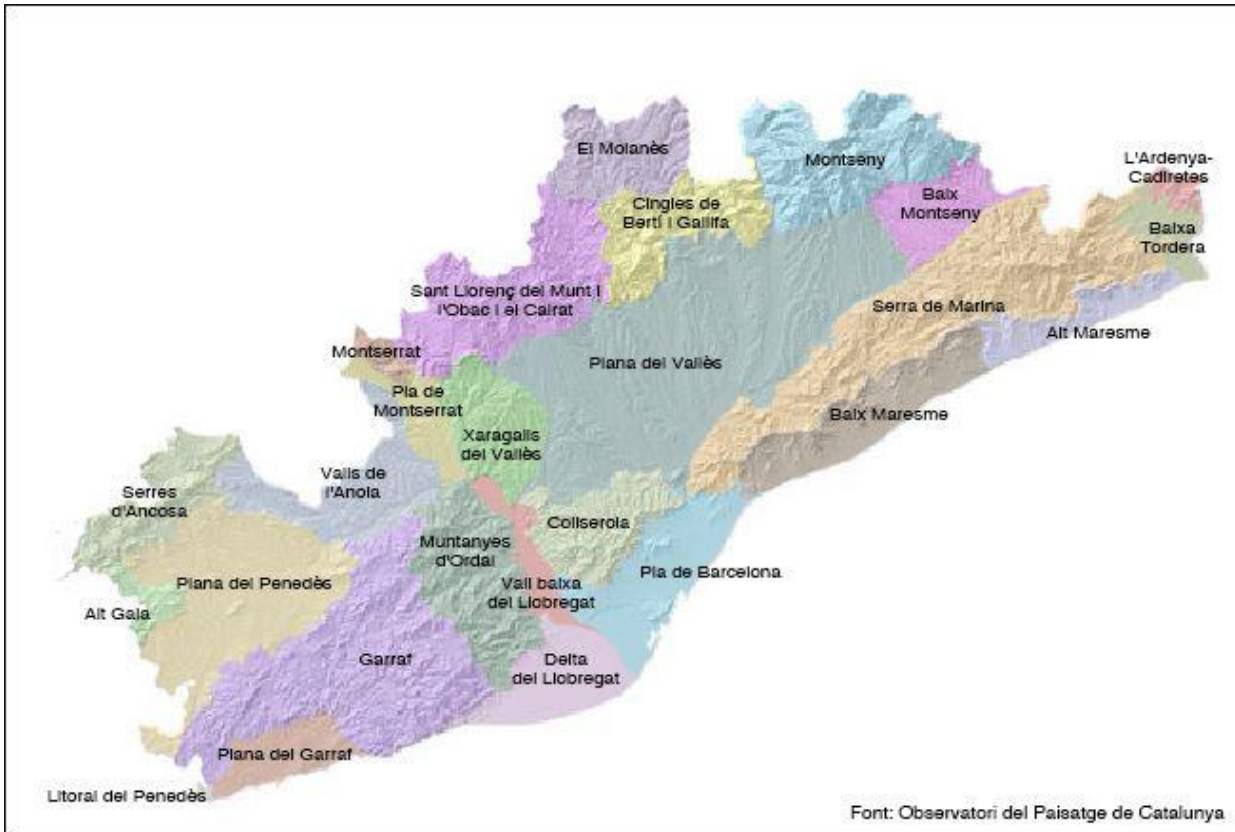 El Moianès
Montseny
L'Ardenya-
Cadiretes
Baix
Montseny
Cingles de
Bertí i Gallifa
Baixa
Tordera
Sant Llorenç del Munt i
l'Obac i el Cairat
Serra de Marina
Alt Maresme
Montserrat
Plana del Vallès
Pla de
Montserrat
Baix Maresme
Xaragalls
del Vallès
Valls de
l'Anoia
Serres
d'Ancosa
Collserola
Muntanyes
d'Ordal
Pla de Barcelona
Plana del Penedès
Vall baixa
del Llobregat
Alt Gaia
Garraf
Delta
del Llobregat
Plana del Garraf
Litoral del Penedès
Font: Observatori del Paisatge de Catalunya